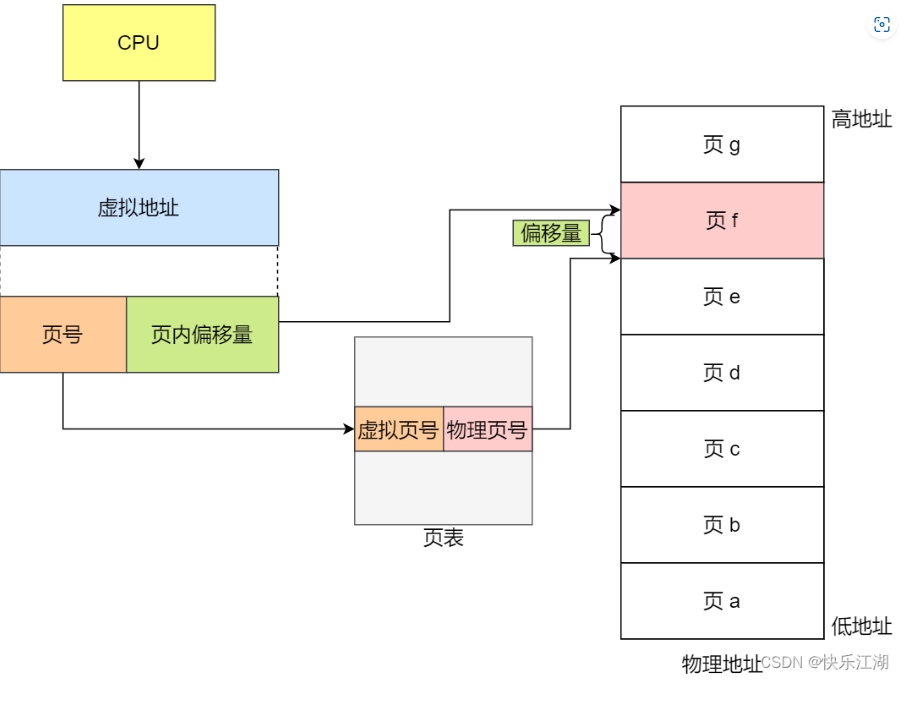 CPU
虚拟地址
页号
页内偏移量
虚拟页号
物理页号
页表
偏移量
高地址
页 g
页 f
页 e
页 d
页 c
页 b
页 a
低地址
物理地址
CSDN @快乐江湖